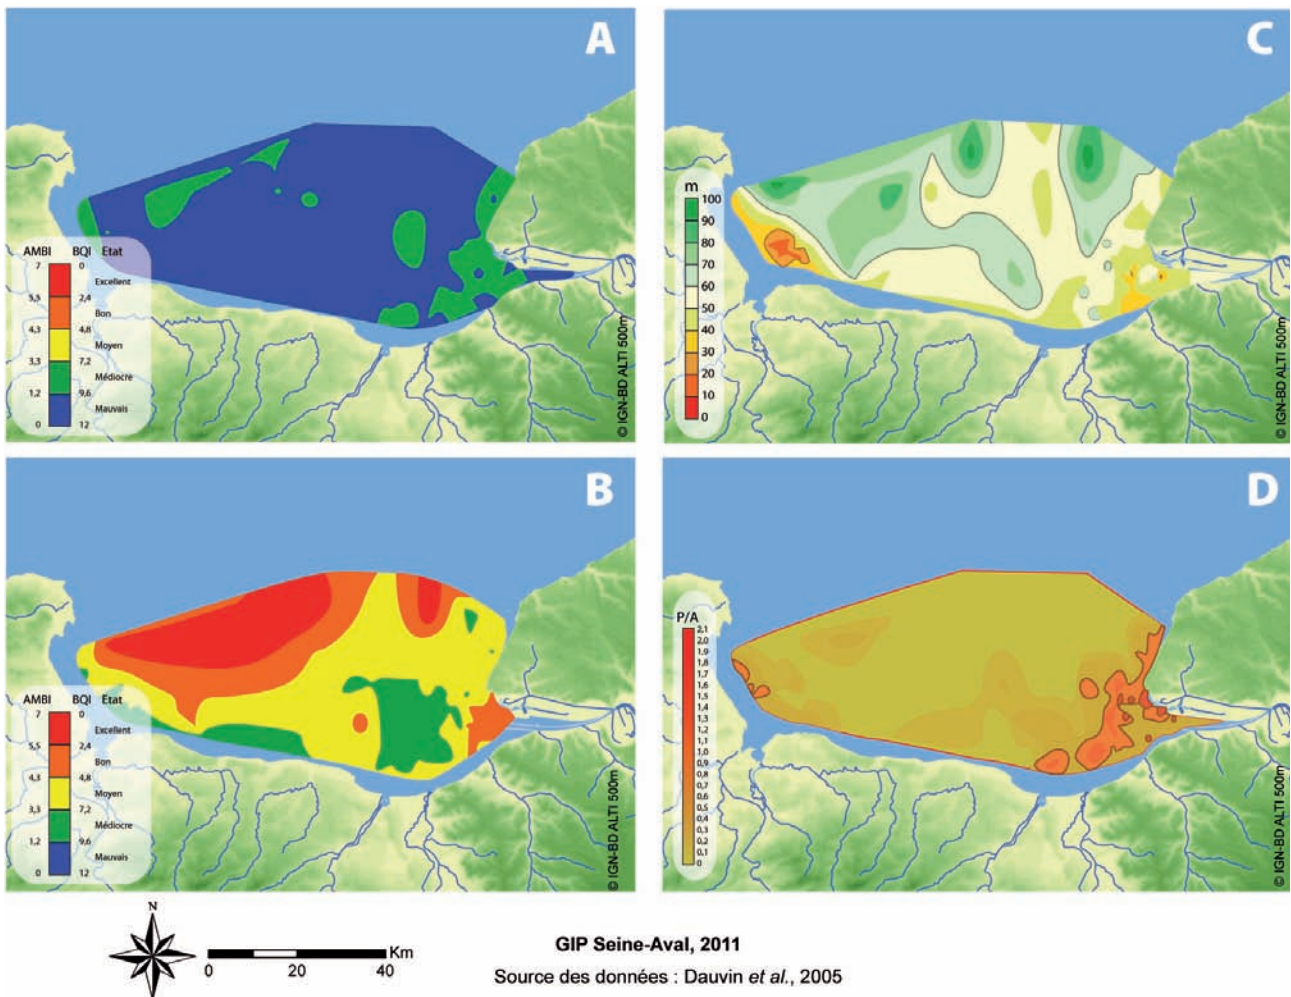 A
AMBI BQI Etat
7 0
Excellent
5,5 2,4
Bon
4,3 4,8
Moyen
3,3 7,2
Médiocre
1,2 9,6
Mauvais
0 12
© IGN-BD ALTI 500m
C
m
100
90
80
70
60
50
40
30
20
10
0
© IGN-BD ALTI 500m
B
AMBI BQI Etat
7 0
Excellent
5,5 2,4
Bon
4,3 4,8
Moyen
3,3 7,2
Médiocre
1,2 9,6
Mauvais
0 12
© IGN-BD ALTI 500m
D
P/A
2,1
2,0
1,9
1,8
1,7
1,6
1,5
1,4
1,3
1,2
1,1
1,0
0,9
0,8
0,7
0,6
0,5
0,4
0,3
0,2
0,1
0
© IGN-BD ALTI 500m
N
Km
0 20 40
GIP Seine-Aval, 2011
Source des données : Dauvin et al., 2005